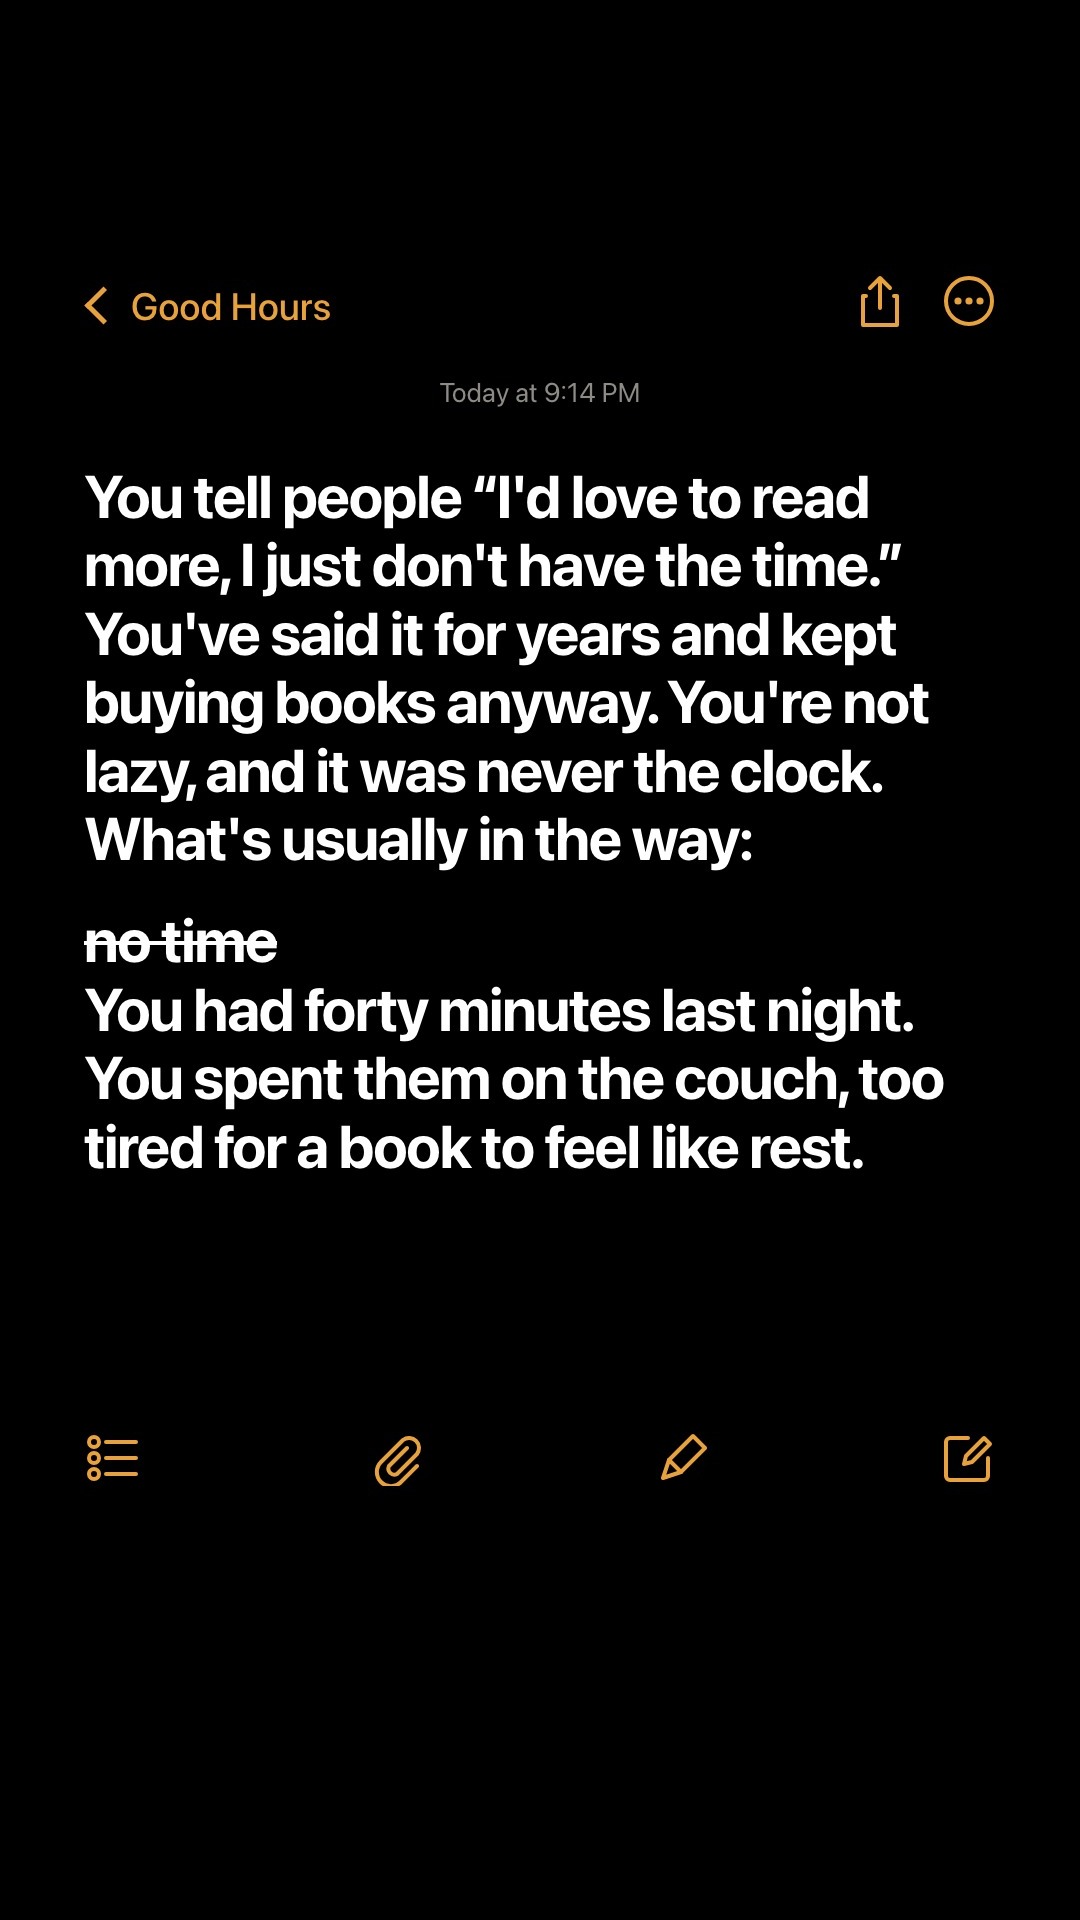 Good Hours
Today at 9:14 PM
You tell people “I'd love to read
more, I just don't have the time.”
You've said it for years and kept
buying books anyway. You're not
lazy, and it was never the clock.
What's usually in the way:
no time
You had forty minutes last night.
You spent them on the couch, too
tired for a book to feel like rest.